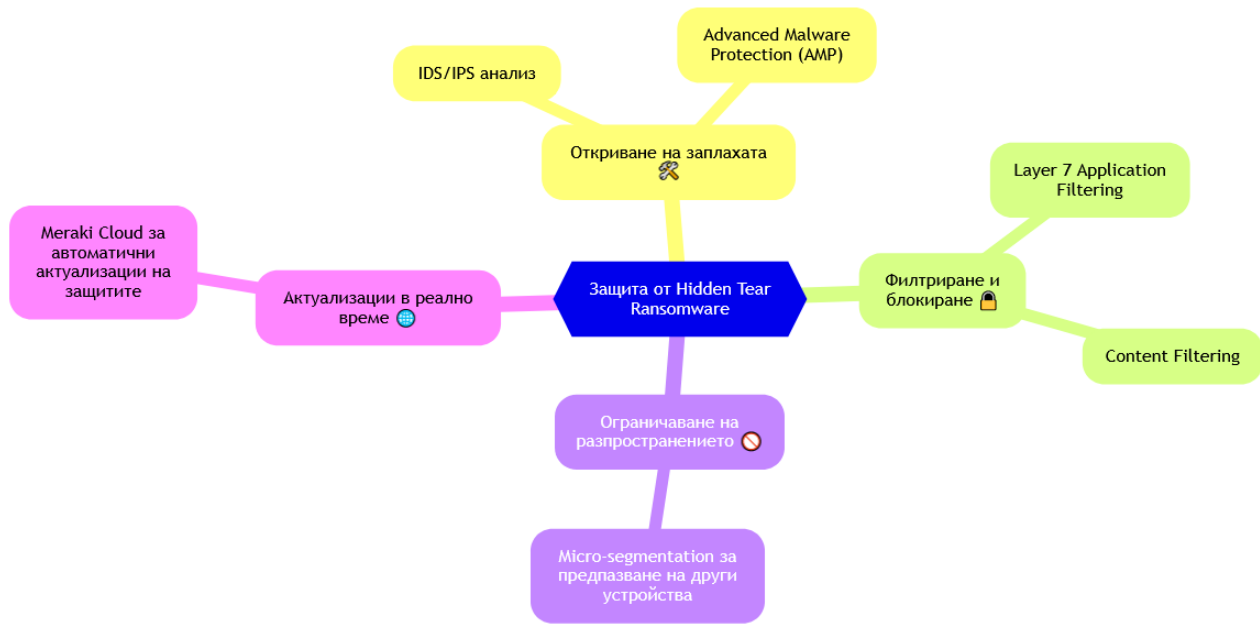 Advanced Malware
Protection (AMP)
IDS/IPS анализ
Откриване на заплахата
🛠
Layer 7 Application
Filtering
Meraki Cloud за
автоматични
актуализации на
защитите
Актуализации в реално
време 🌐
Защита от Hidden Tear
Ransomware
Филтриране и
блокиране 🔒
Content Filtering
Ограничаване на
разпространението 🚫
Micro-segmentation за
предпазване на други
устройства